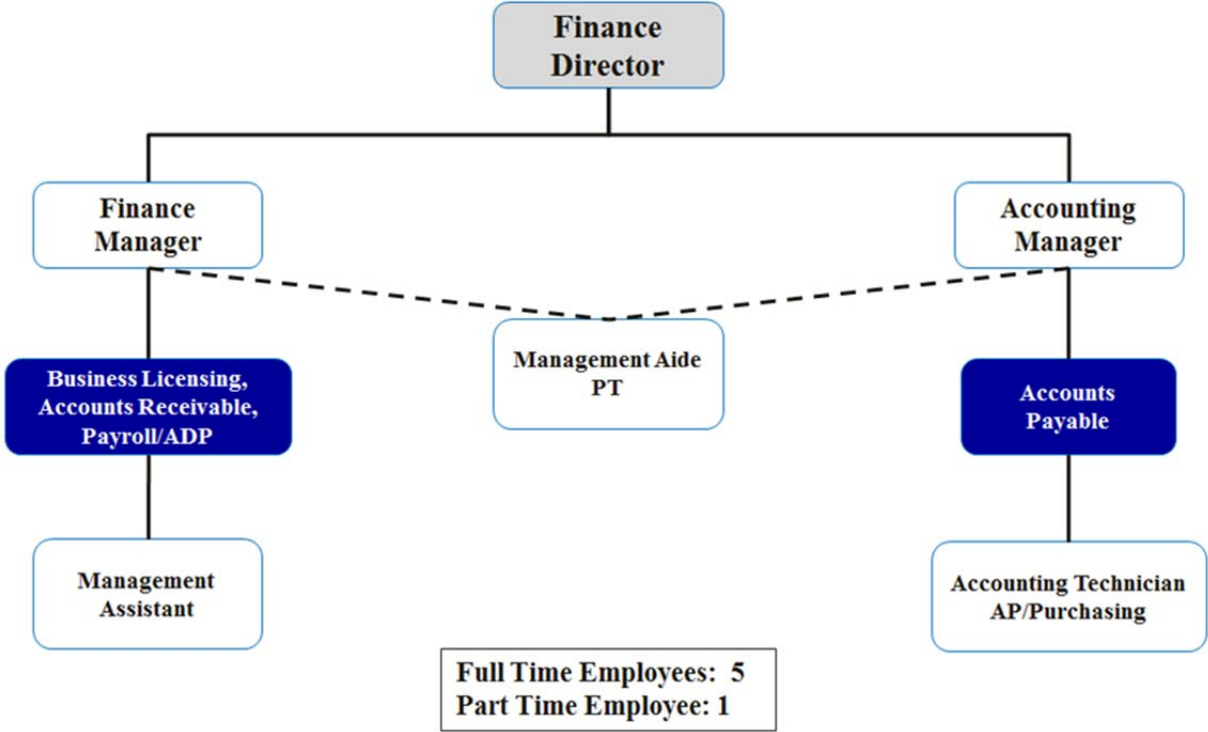 Finance
Director
Finance
Manager
Accounting
Manager
Management Aide
PT
Business Licensing,
Accounts Receivable,
Payroll/ADP
Accounts
Payable
Management
Assistant
Accounting Technician
AP/Purchasing
Full Time Employees: 5
Part Time Employee: 1